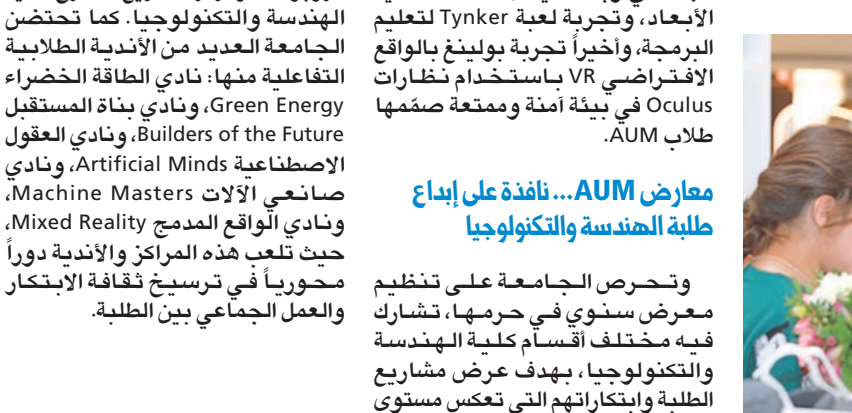 الأبعاد، وتجربة لعبة Tynker لتعليم
البرمجة، وأخيراً تجربة بولينغ بالواقع
الافتراضي VR باستخدام نظارات
Oculus في بيئة آمنة وممتعة صمّمها
طلاب AUM.
معارض AUM... نافذة على إبداع
طلبة الهندسة والتكنولوجيا
وتحرص الجامعة على تنظيم
معرض سنوي في حرمها، تشارك
فيه مختلف أقسام كلية الهندسة
والتكنولوجيا، بهدف عرض مشاريع
الطلبة وابتكاراتهم التي تعكس مستوى
الهندسة والتكنولوجيا. كما تحتضن
الجامعة العديد من الأندية الطلابية
التفاعلية منها: نادي الطاقة الخضراء
Green Energy، ونادي بناة المستقبل
Builders of the Future، ونادي العقول
الاصطناعية Artificial Minds، ونادي
صانعي الآلات Machine Masters،
ونادي الواقع المدمج Mixed Reality،
حيث تلعب هذه المراكز والأندية دوراً
محورياً في ترسيخ ثقافة الابتكار
والعمل الجماعي بين الطلبة.